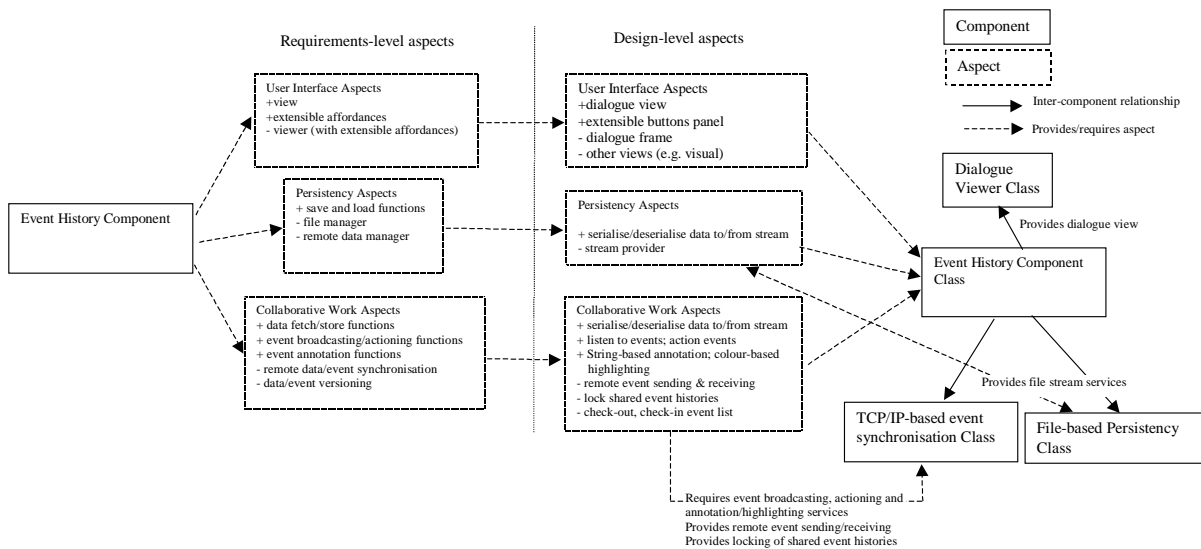 Requirements-level aspects
Design-level aspects
Component
Aspect
Inter-component relationship
Provides/requires aspect
Event History Component
User Interface Aspects
+view
+extensible affordances
- viewer (with extensible affordances)
Persistency Aspects
+ save and load functions
- file manager
- remote data manager
Collaborative Work Aspects
+ data fetch/store functions
+ event broadcasting/actioning functions
+ event annotation functions
- remote data/event synchronisation
- data/event versioning
User Interface Aspects
+dialogue view
+extensible buttons panel
- dialogue frame
- other views (e.g. visual)
Persistency Aspects
+ serialise/deserialise data to/from stream
- stream provider
Collaborative Work Aspects
+ serialise/deserialise data to/from stream
+ listen to events; action events
+ String-based annotation; colour-based
highlighting
- remote event sending & receiving
- lock shared event histories
- check-out, check-in event list
Dialogue
Viewer Class
Provides dialogue view
Event History Component
Class
Provides file stream services
TCP/IP-based event
synchronisation Class
File-based Persistency
Class
Requires event broadcasting, actioning and
annotation/highlighting services
Provides remote event sending/receiving
Provides locking of shared event histories